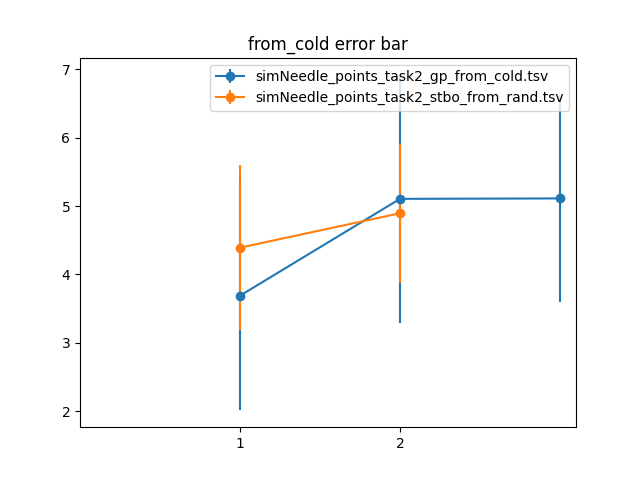 from_cold error bar
simNeedle_points_task2_gp_from_cold.tsv
simNeedle_points_task2_stbo_from_rand.tsv
7
6
5
4
3
2
1 2